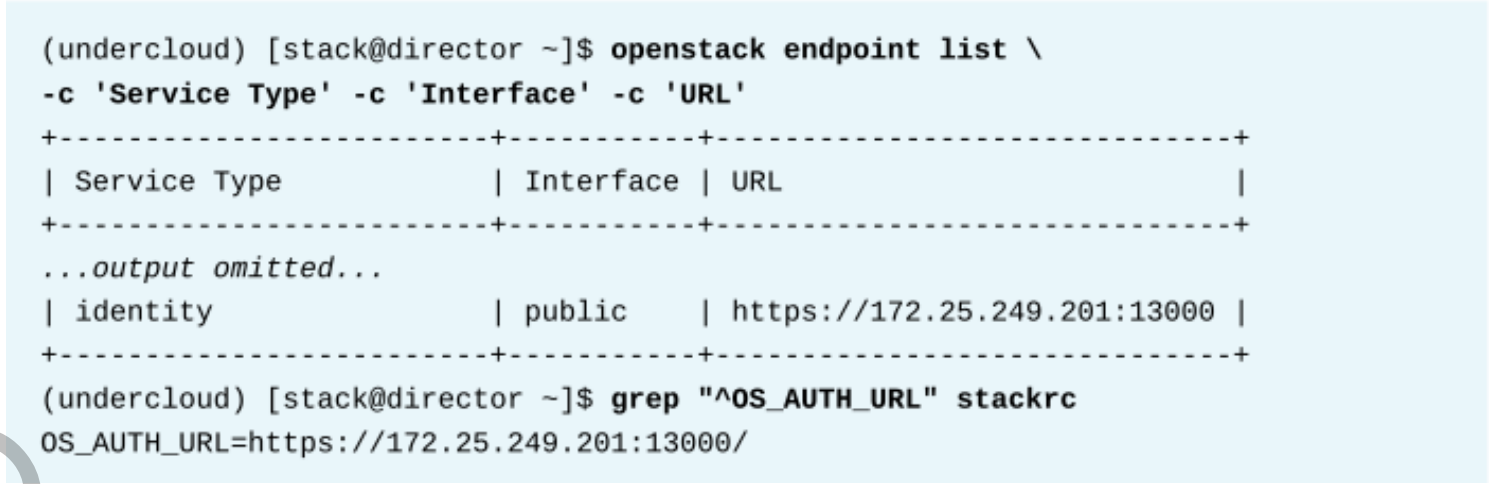 (undercloud) [stack@director ~]$ openstack endpoint list \
-c 'Service Type' -c 'Interface' -c 'URL'
+-------------------------+-----------+------------------------------+
| Service Type            | Interface | URL                          |
+-------------------------+-----------+------------------------------+
...output omitted...
| identity                | public    | https://172.25.249.201:13000 |
+-------------------------+-----------+------------------------------+
(undercloud) [stack@director ~]$ grep "^OS_AUTH_URL" stackrc
OS_AUTH_URL=https://172.25.249.201:13000/